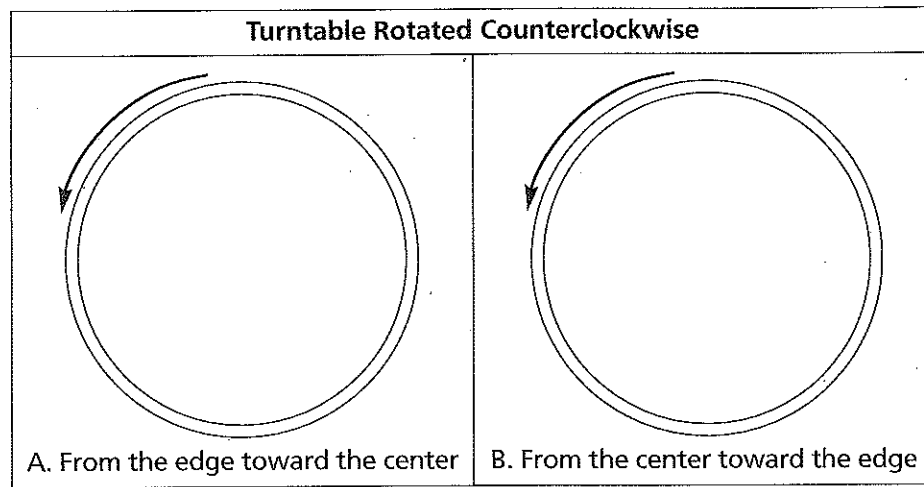 Turntable Rotated Counterclockwise
A. From the edge toward the center
B. From the center toward the edge